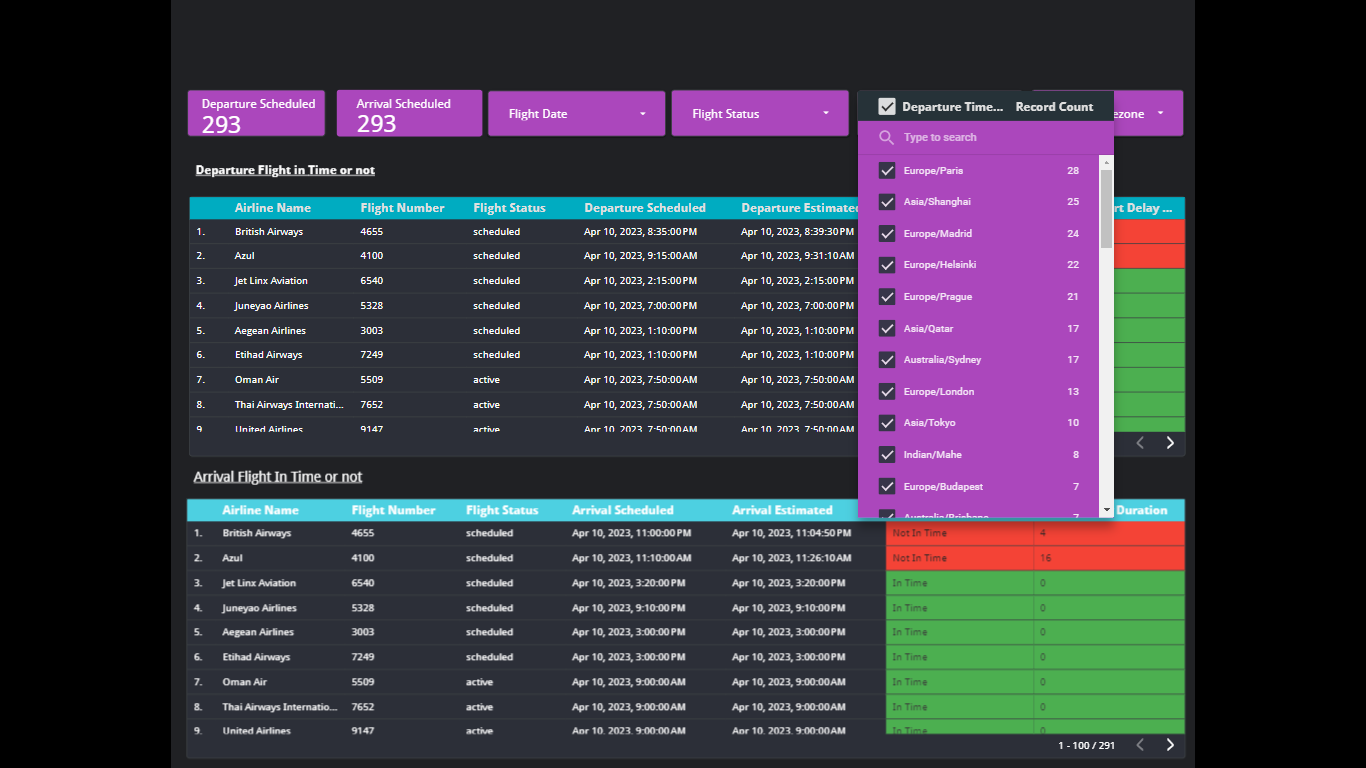 Departure Scheduled
293
Arrival Scheduled
293
Flight Date
Flight Status
Departure Time... Record Count
ezone
Type to search
Europe/Paris 28
Asia/Shanghai 25
Europe/Madrid 24
Europe/Helsinki 22
Europe/Prague 21
Asia/Qatar 17
Australia/Sydney 17
Europe/London 13
Asia/Tokyo 10
Indian/Mahe 8
Europe/Budapest 7
Australia/Brisbane 7
Departure Flight in Time or not
Airline Name Flight Number Flight Status Departure Scheduled Departure Estimated rt Delay ...
1. British Airways 4655 scheduled Apr 10, 2023, 8:35:00 PM Apr 10, 2023, 8:39:30 PM
2. Azul 4100 scheduled Apr 10, 2023, 9:15:00 AM Apr 10, 2023, 9:31:10 AM
3. Jet Linx Aviation 6540 scheduled Apr 10, 2023, 2:15:00 PM Apr 10, 2023, 2:15:00 PM
4. Juneyao Airlines 5328 scheduled Apr 10, 2023, 7:00:00 PM Apr 10, 2023, 7:00:00 PM
5. Aegean Airlines 3003 scheduled Apr 10, 2023, 1:10:00 PM Apr 10, 2023, 1:10:00 PM
6. Etihad Airways 7249 scheduled Apr 10, 2023, 1:10:00 PM Apr 10, 2023, 1:10:00 PM
7. Oman Air 5509 active Apr 10, 2023, 7:50:00 AM Apr 10, 2023, 7:50:00 AM
8. Thai Airways Internati... 7652 active Apr 10, 2023, 7:50:00 AM Apr 10, 2023, 7:50:00 AM
9. United Airlines 9147 active Apr 10, 2023, 7:50:00 AM Apr 10, 2023, 7:50:00 AM
Arrival Flight In Time or not
Airline Name Flight Number Flight Status Arrival Scheduled Arrival Estimated Duration
1. British Airways 4655 scheduled Apr 10, 2023, 11:00:00 PM Apr 10, 2023, 11:04:50 PM Not In Time 4
2. Azul 4100 scheduled Apr 10, 2023, 11:10:00 AM Apr 10, 2023, 11:26:10 AM Not In Time 16
3. Jet Linx Aviation 6540 scheduled Apr 10, 2023, 3:20:00 PM Apr 10, 2023, 3:20:00 PM In Time 0
4. Juneyao Airlines 5328 scheduled Apr 10, 2023, 9:10:00 PM Apr 10, 2023, 9:10:00 PM In Time 0
5. Aegean Airlines 3003 scheduled Apr 10, 2023, 3:00:00 PM Apr 10, 2023, 3:00:00 PM In Time 0
6. Etihad Airways 7249 scheduled Apr 10, 2023, 3:00:00 PM Apr 10, 2023, 3:00:00 PM In Time 0
7. Oman Air 5509 active Apr 10, 2023, 9:00:00 AM Apr 10, 2023, 9:00:00 AM In Time 0
8. Thai Airways Internatio... 7652 active Apr 10, 2023, 9:00:00 AM Apr 10, 2023, 9:00:00 AM In Time 0
9. United Airlines 9147 active Apr 10, 2023, 9:00:00 AM Apr 10, 2023, 9:00:00 AM In Time 0
1 - 100 / 291